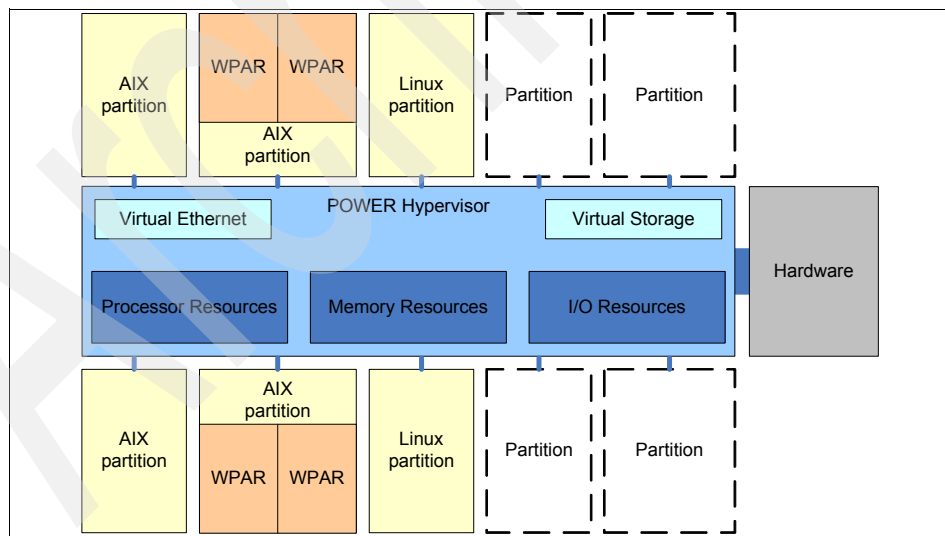 AIX
partition
WPAR
WPAR
AIX
partition
Linux
partition
Partition
Partition
POWER Hypervisor
Virtual Ethernet
Virtual Storage
Hardware
Processor Resources
Memory Resources
I/O Resources
AIX
partition
AIX
partition
WPAR
WPAR
Linux
partition
Partition
Partition